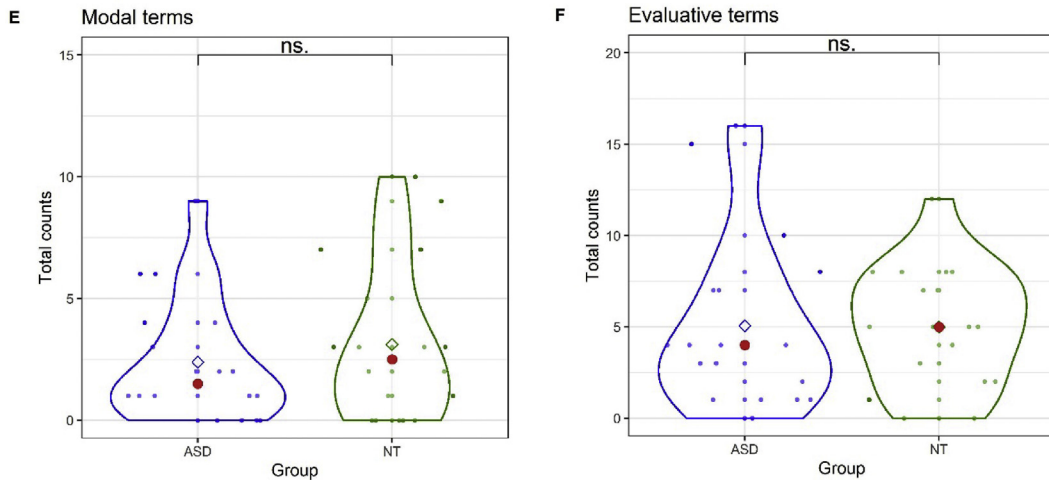 E Modal terms
ns.
15
10
5
0
Total counts
ASD NT
Group
F Evaluative terms
ns.
20
15
10
5
0
Total counts
ASD NT
Group